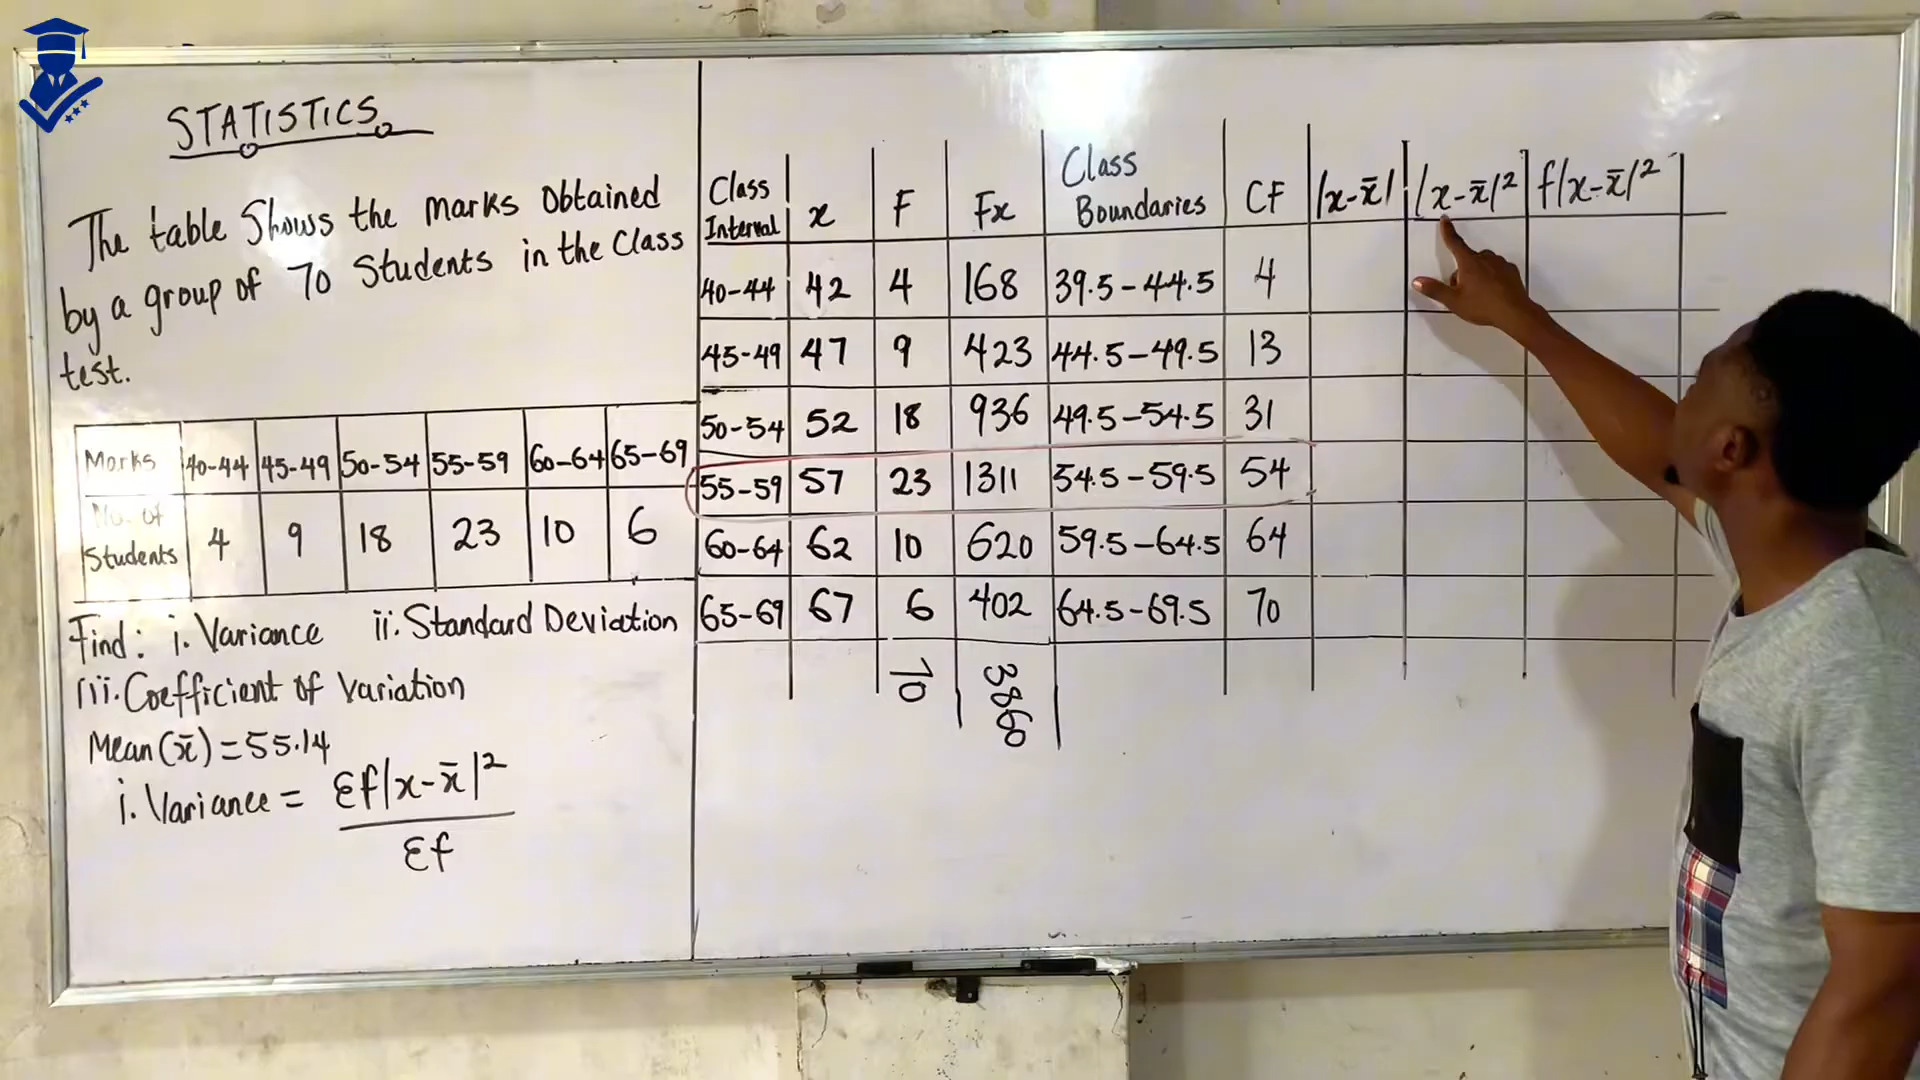 STATISTICS
The table Shows the marks Obtained
by a group of 70 Students in the Class
test.
Marks 40-44 45-49 50-54 55-59 60-64 65-69
No. of
Students 4 9 18 23 10 6
Find: i. Variance ii. Standard Deviation
iii. Coefficient of Variation
Mean (x̄) = 55.14
i. Variance = Ɛf|x-x̄|²
Ɛf
Class
Interval x F Fx Class
Boundaries CF |x-x̄| |x-x̄|² f|x-x̄|²
40-44 42 4 168 39.5-44.5 4
45-49 47 9 423 44.5-49.5 13
50-54 52 18 936 49.5-54.5 31
55-59 57 23 1311 54.5-59.5 54
60-64 62 10 620 59.5-64.5 64
65-69 67 6 402 64.5-69.5 70
70 3860